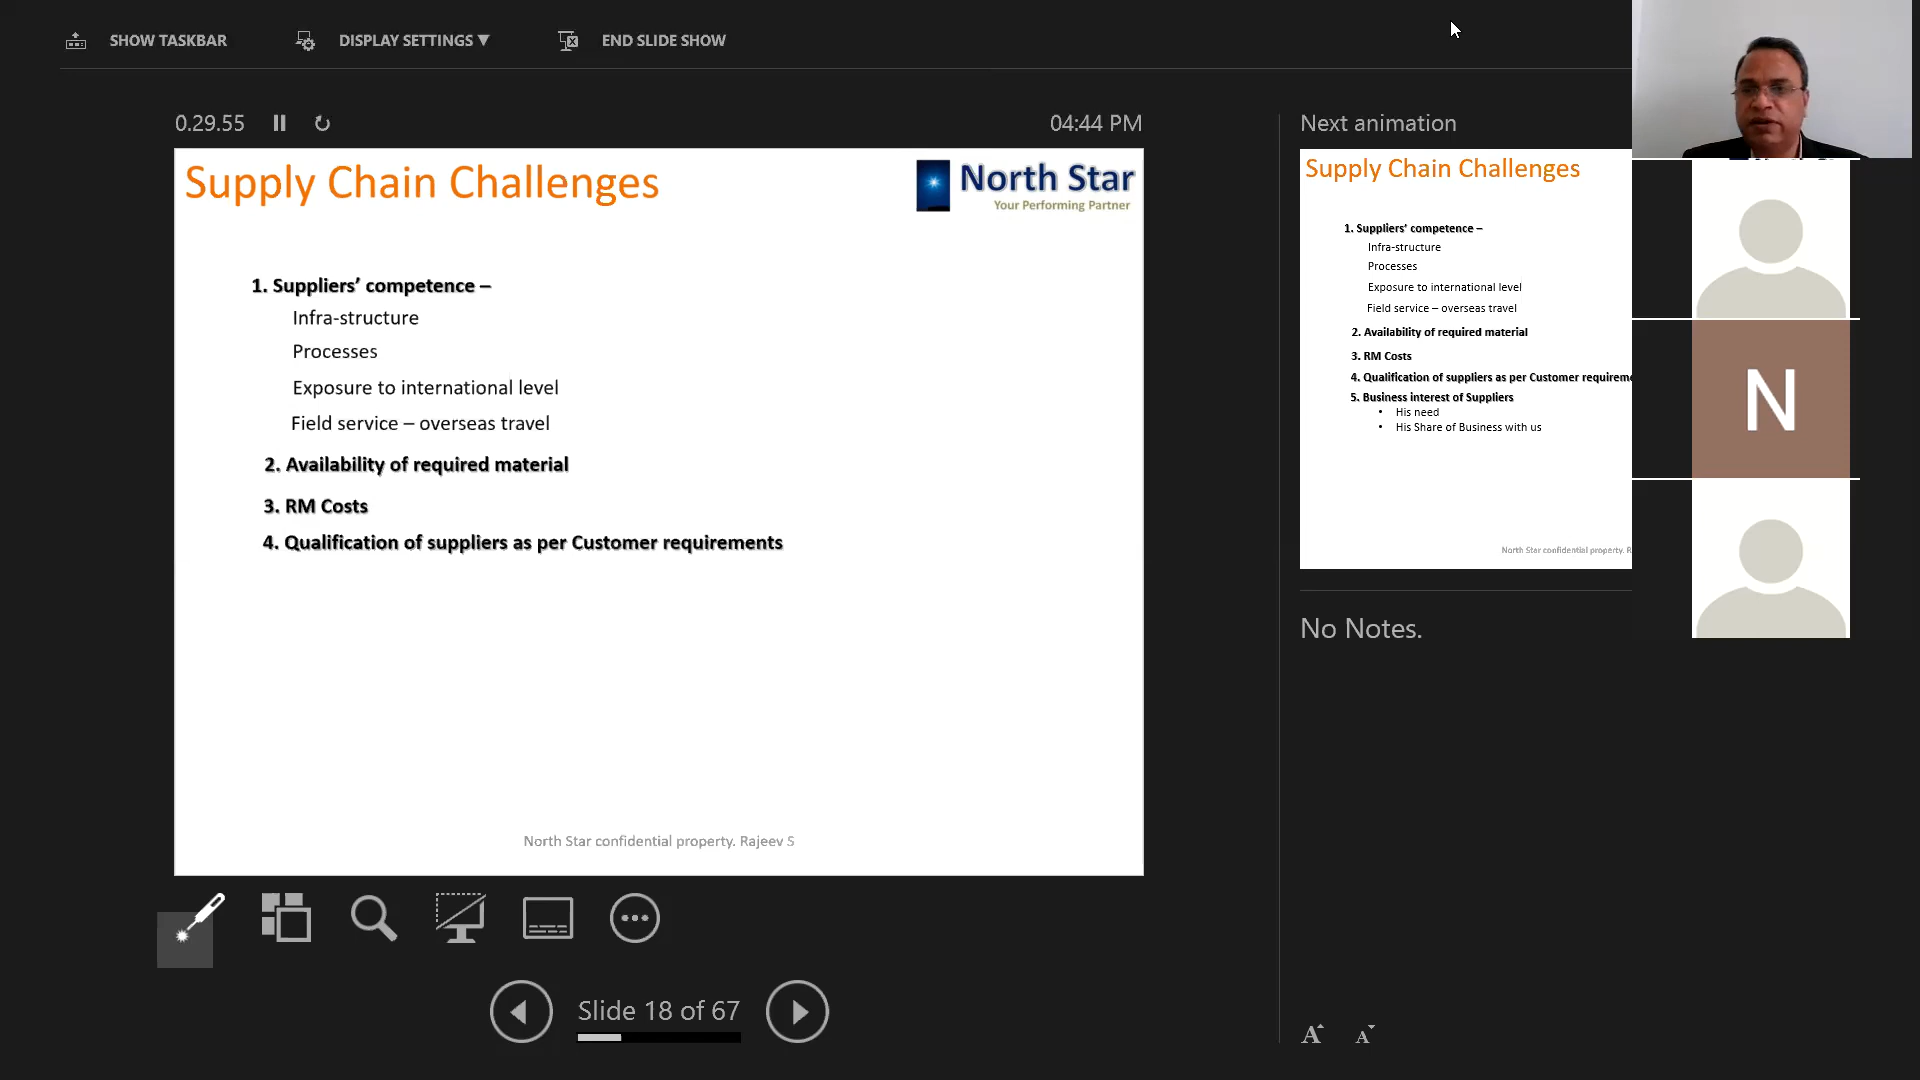 SHOW TASKBAR
DISPLAY SETTINGS ▼
END SLIDE SHOW
0.29.55
04:44 PM
Supply Chain Challenges
North Star
Your Performing Partner
1. Suppliers’ competence –
Infra-structure
Processes
Exposure to international level
Field service – overseas travel
2. Availability of required material
3. RM Costs
4. Qualification of suppliers as per Customer requirements
North Star confidential property. Rajeev S
Slide 18 of 67
Next animation
Supply Chain Challenges
1. Suppliers’ competence –
Infra-structure
Processes
Exposure to international level
Field service – overseas travel
2. Availability of required material
3. RM Costs
4. Qualification of suppliers as per Customer requirem
5. Business interest of Suppliers
• His need
• His Share of Business with us
North Star confidential property. R
No Notes.
A A
N